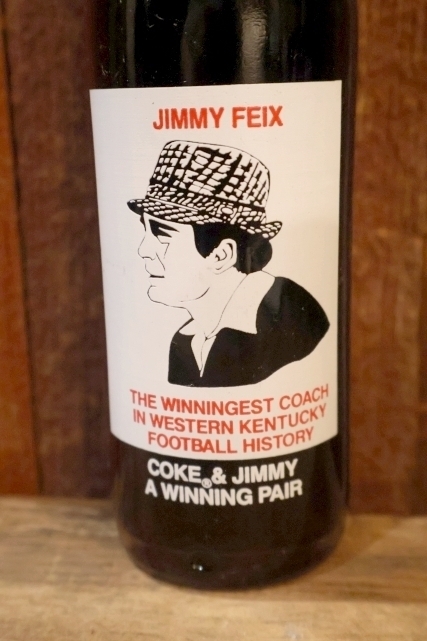 JIMMY FEIX
THE WINNINGEST COACH
IN WESTERN KENTUCKY
FOOTBALL HISTORY
COKE® & JIMMY
A WINNING PAIR